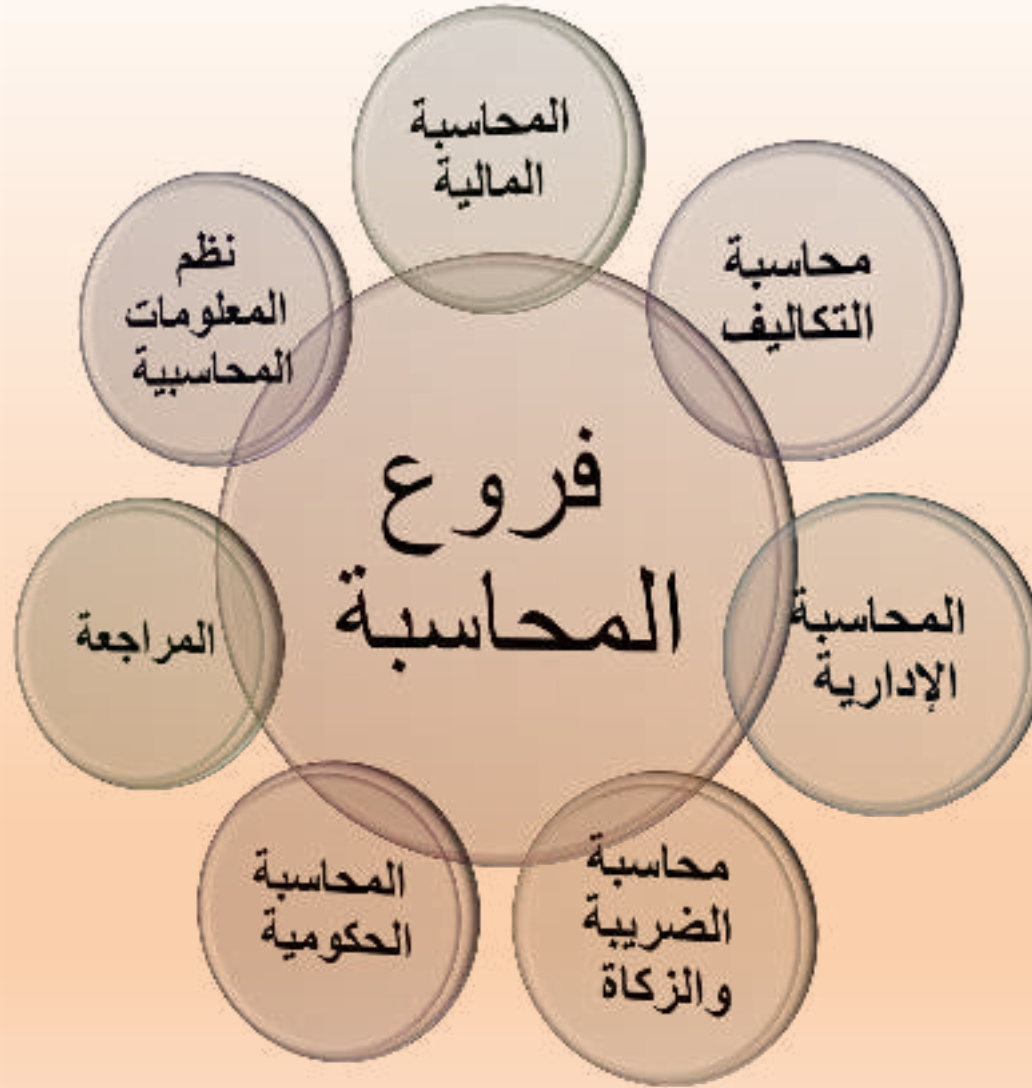 المحاسبة
المالية
محاسبة
التكاليف
المحاسبة
الإدارية
محاسبة
الضريبة
والزكاة
المحاسبة
الحكومية
المراجعة
نظم
المعلومات
المحاسبية
فروع
المحاسبة